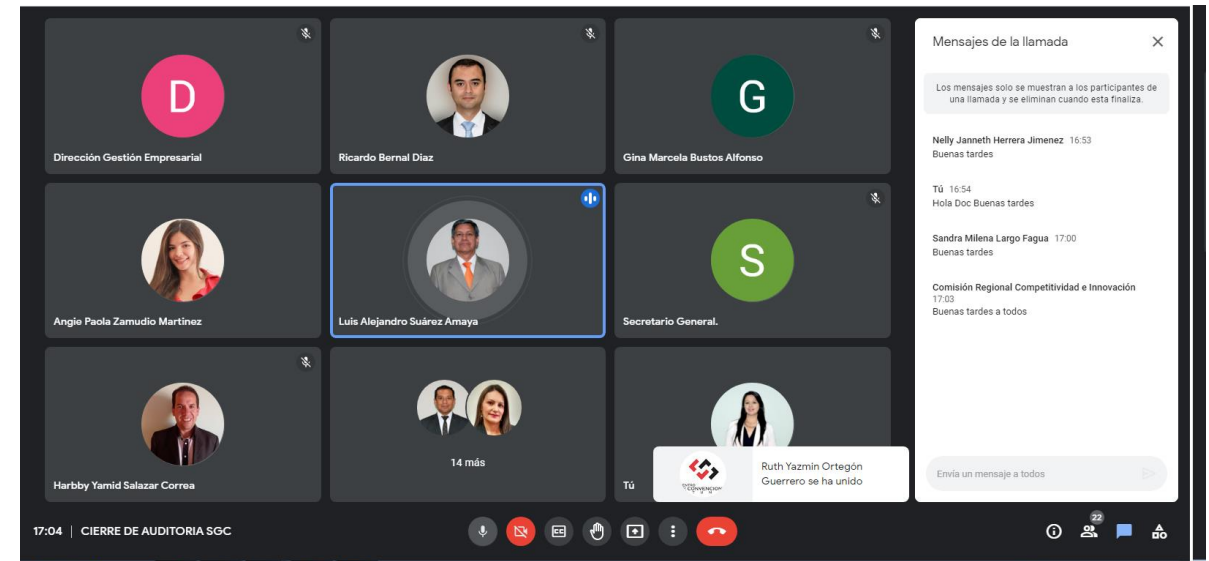 D
Dirección Gestión Empresarial
Ricardo Bernal Diaz
G
Gina Marcela Bustos Alfonso
Angie Paola Zamudio Martinez
Luis Alejandro Suárez Amaya
S
Secretario General.
Harbby Yamid Salazar Correa
14 más
Tú
Ruth Yazmin Ortegón
Guerrero se ha unido
Mensajes de la llamada
Los mensajes solo se muestran a los participantes de
una llamada y se eliminan cuando esta finaliza.
Nelly Janneth Herrera Jimenez 16:53
Buenas tardes
Tú 16:54
Hola Doc Buenas tardes
Sandra Milena Largo Fagua 17:00
Buenas tardes
Comisión Regional Competitividad e Innovación
17:03
Buenas tardes a todos
Envía un mensaje a todos
17:04 | CIERRE DE AUDITORIA SGC
CC
22